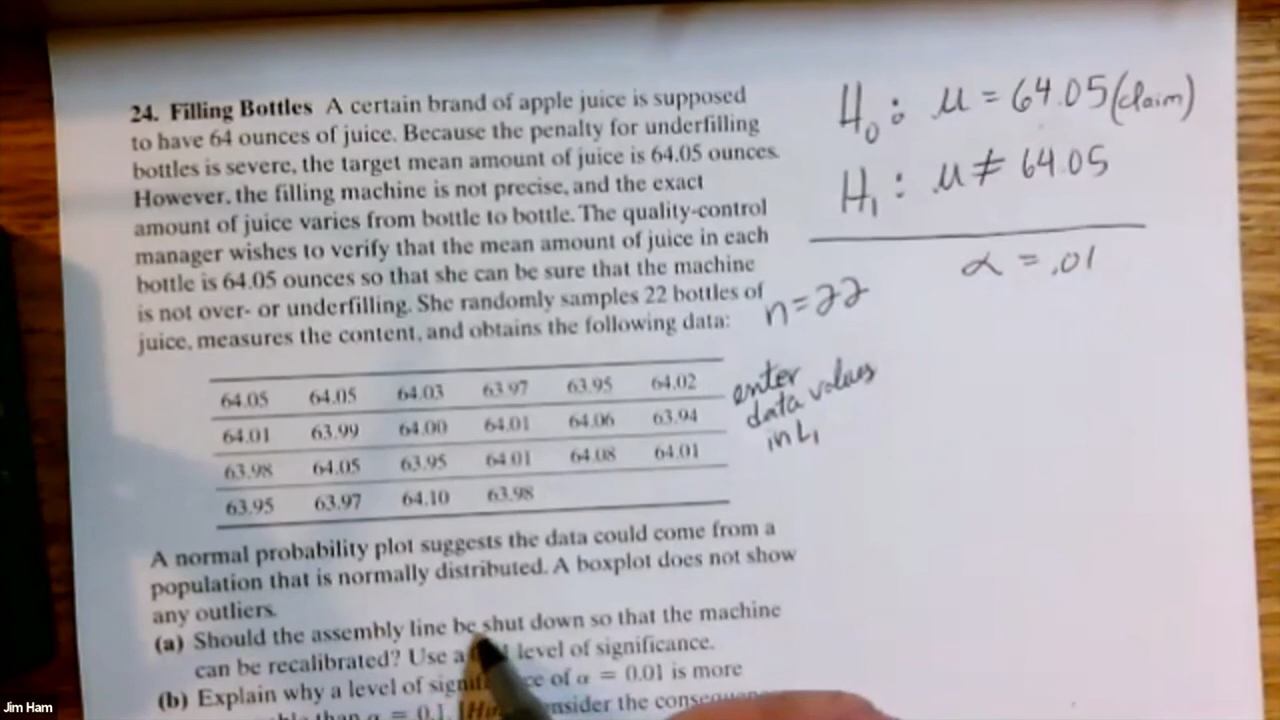 24. Filling Bottles A certain brand of apple juice is supposed
to have 64 ounces of juice. Because the penalty for underfilling
bottles is severe, the target mean amount of juice is 64.05 ounces.
However, the filling machine is not precise, and the exact
amount of juice varies from bottle to bottle. The quality-control
manager wishes to verify that the mean amount of juice in each
bottle is 64.05 ounces so that she can be sure that the machine
is not over- or underfilling. She randomly samples 22 bottles of
juice, measures the content, and obtains the following data:
64.05 64.05 64.03 63.97 63.95 64.02
64.01 63.99 64.00 64.01 64.06 63.94
63.98 64.05 63.95 64.01 64.08 64.01
63.95 63.97 64.10 63.98
A normal probability plot suggests the data could come from a
population that is normally distributed. A boxplot does not show
any outliers.
(a) Should the assembly line be shut down so that the machine
can be recalibrated? Use a level of significance.
(b) Explain why a level of of α = 0.01 is more
than α = 0.1. the
H₀: μ = 64.05 (claim)
H₁: μ ≠ 64.05
α = .01
n = 22
enter
data values
in L₁
Jim Ham